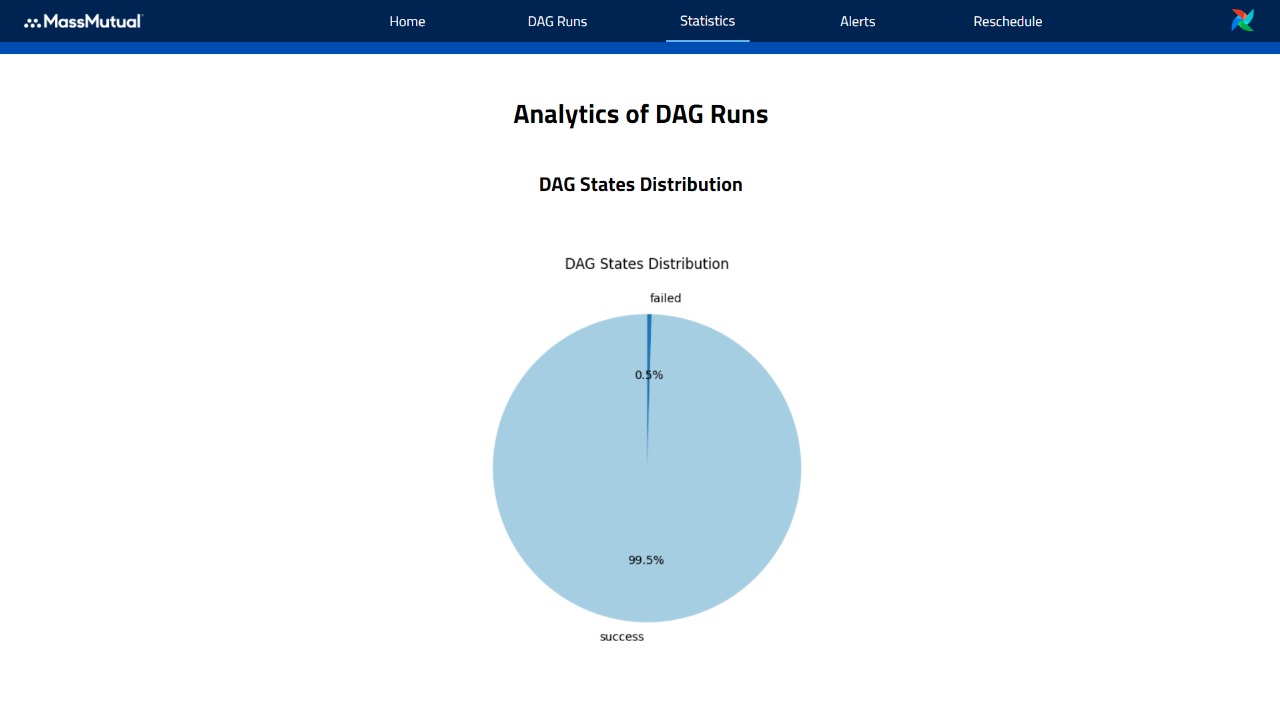 MassMutual
Home DAG Runs Statistics Alerts Reschedule
Analytics of DAG Runs
DAG States Distribution
DAG States Distribution
failed
0.5%
99.5%
success